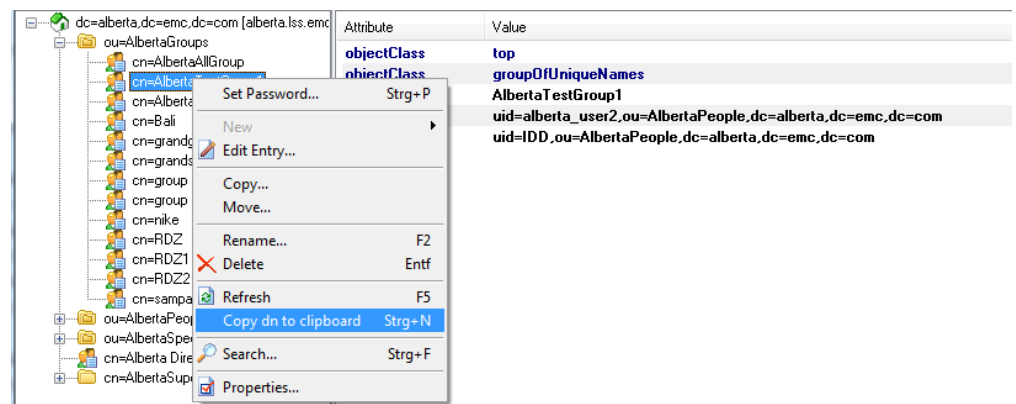 dc=alberta,dc=emc,dc=com [alberta.lss.emc
ou=AlbertaGroups
cn=AlbertaAllGroup
cn=AlbertaTestGroup1
cn=Alberta
cn=Bali
cn=grandg
cn=grands
cn=group
cn=group
cn=nike
cn=RDZ
cn=RDZ1
cn=RDZ2
cn=sampa
ou=AlbertaPeop
ou=AlbertaSpe
cn=Alberta Dire
cn=AlbertaSupe
Set Password... Strg+P
New
Edit Entry...
Copy...
Move...
Rename... F2
Delete Entf
Refresh F5
Copy dn to clipboard Strg+N
Search... Strg+F
Properties...
Attribute Value
objectClass top
objectClass groupOfUniqueNames
AlbertaTestGroup1
uid=alberta_user2,ou=AlbertaPeople,dc=alberta,dc=emc,dc=com
uid=IDD,ou=AlbertaPeople,dc=alberta,dc=emc,dc=com